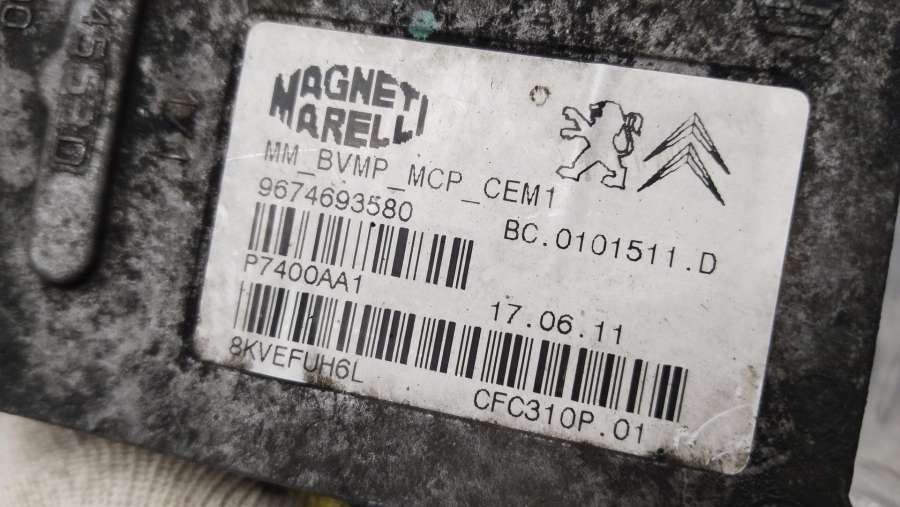 MAGNETI
MARELLI
MM_BVMP_MCP_CEM1
9674693580
BC.0101511.D
P7400AA1
17.06.11
8KVEFUH6L
CFC310P.01